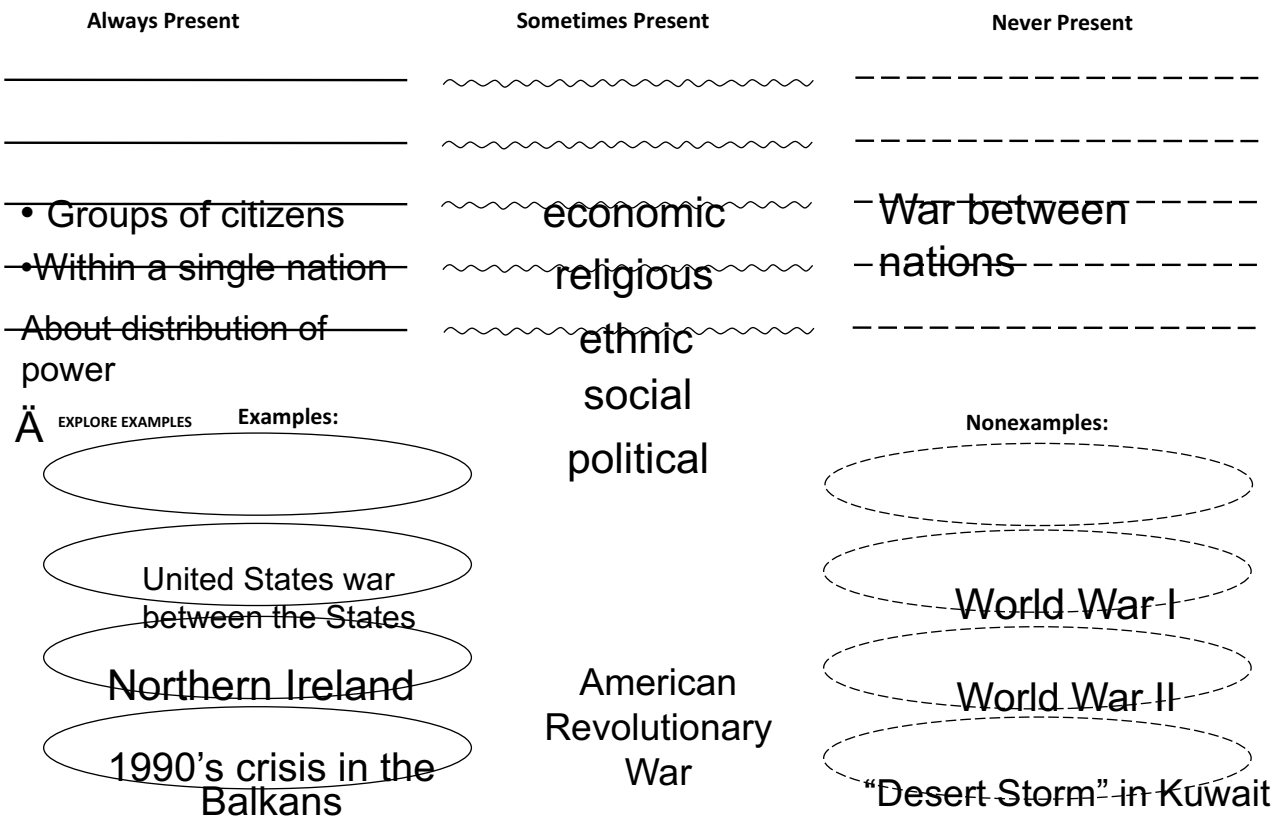 Always Present
Sometimes Present
Never Present
• Groups of citizens
•Within a single nation
About distribution of
power
economic
religious
ethnic
social
political
War between
nations
Ä EXPLORE EXAMPLES Examples:
United States war
between the States
Northern Ireland
1990’s crisis in the
Balkans
American
Revolutionary
War
Nonexamples:
World War I
World War II
“Desert Storm” in Kuwait